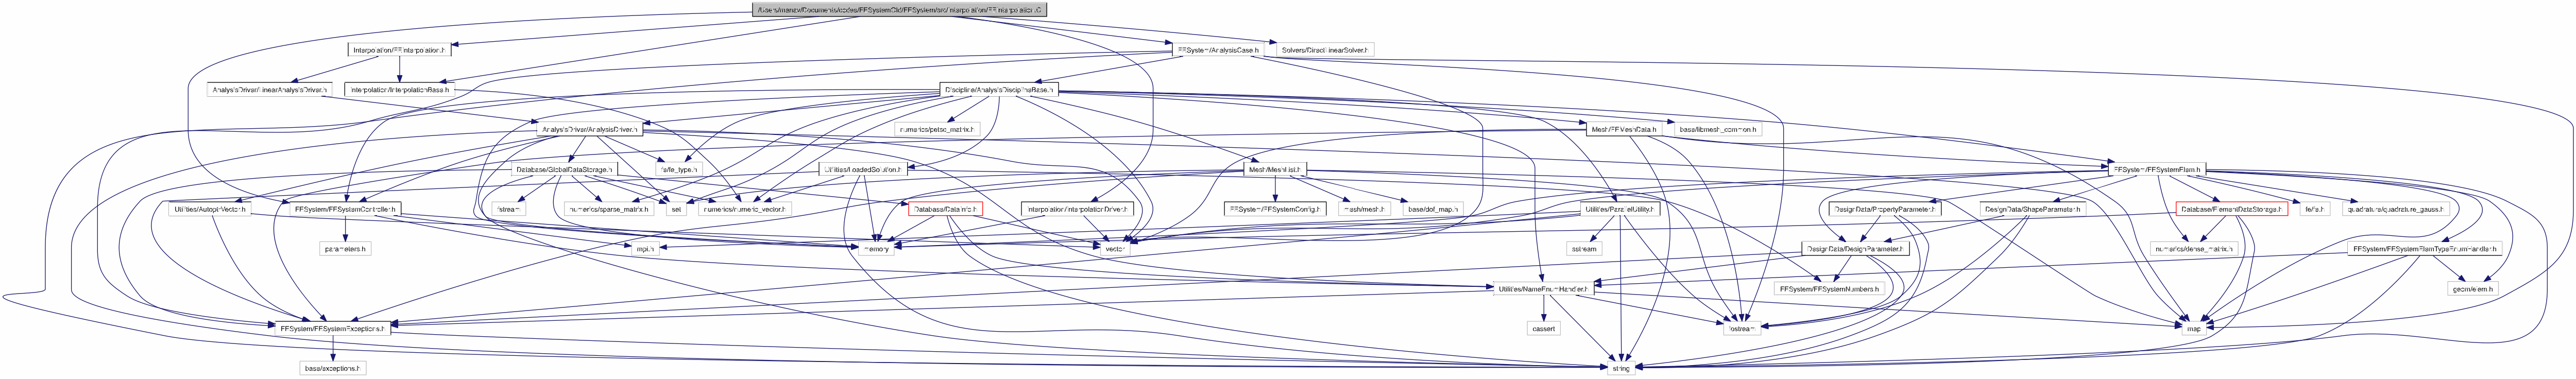 /Users/manav/Documents/codes/FESystemOld/FESystem/src/Interpolation/FEInterpolation.C
Interpolation/FEInterpolation.h
FESystem/AnalysisCase.h
Solvers/DirectLinearSolver.h
AnalysisDriver/LinearAnalysisDriver.h
Interpolation/InterpolationBase.h
Discipline/AnalysisDisciplineBase.h
AnalysisDriver/AnalysisDriver.h
numerics/petsc_matrix.h
Mesh/FEMeshData.h
base/libmesh_common.h
Database/GlobalDataStorage.h
fe/fe_type.h
Utilities/LoadedSolution.h
Mesh/MeshList.h
FESystem/FESystemElem.h
Utilities/AutoptrVector.h
FESystem/FESystemController.h
fstream
numerics/sparse_matrix.h
set
numerics/numeric_vector.h
Database/DataInfo.h
Interpolation/InterpolationDriver.h
FESystem/FESystemConfig.h
mesh/mesh.h
base/dof_map.h
Utilities/ParallelUtility.h
DesignData/PropertyParameter.h
DesignData/ShapeParameter.h
Database/ElementDataStorage.h
fe/fe.h
quadrature/quadrature_gauss.h
parameters.h
mpi.h
memory
vector
sstream
DesignData/DesignParameter.h
numerics/dense_matrix.h
FESystem/FESystemElemTypeEnumHandler.h
Utilities/NameEnumHandler.h
FESystem/FESystemNumbers.h
geom/elem.h
FESystem/FESystemExceptions.h
cassert
iostream
map
base/exceptions.h
string